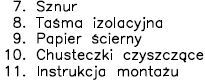 7. Sznur
8. Taśma izolacyjna
9. Papier ścierny
10. Chusteczki czyszczące
11. Instrukcja montażu